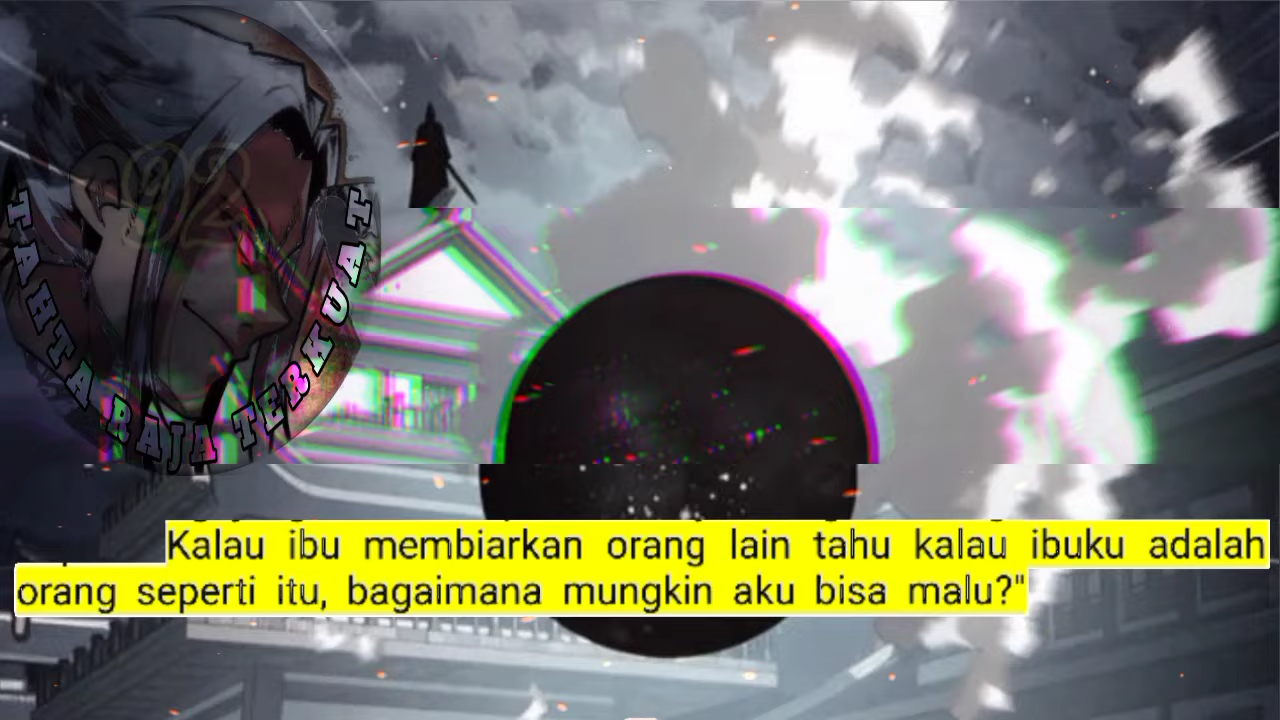 TAHTA RAJA TERKUAT
Kalau ibu membiarkan orang lain tahu kalau ibuku adalah
orang seperti itu, bagaimana mungkin aku bisa malu?"